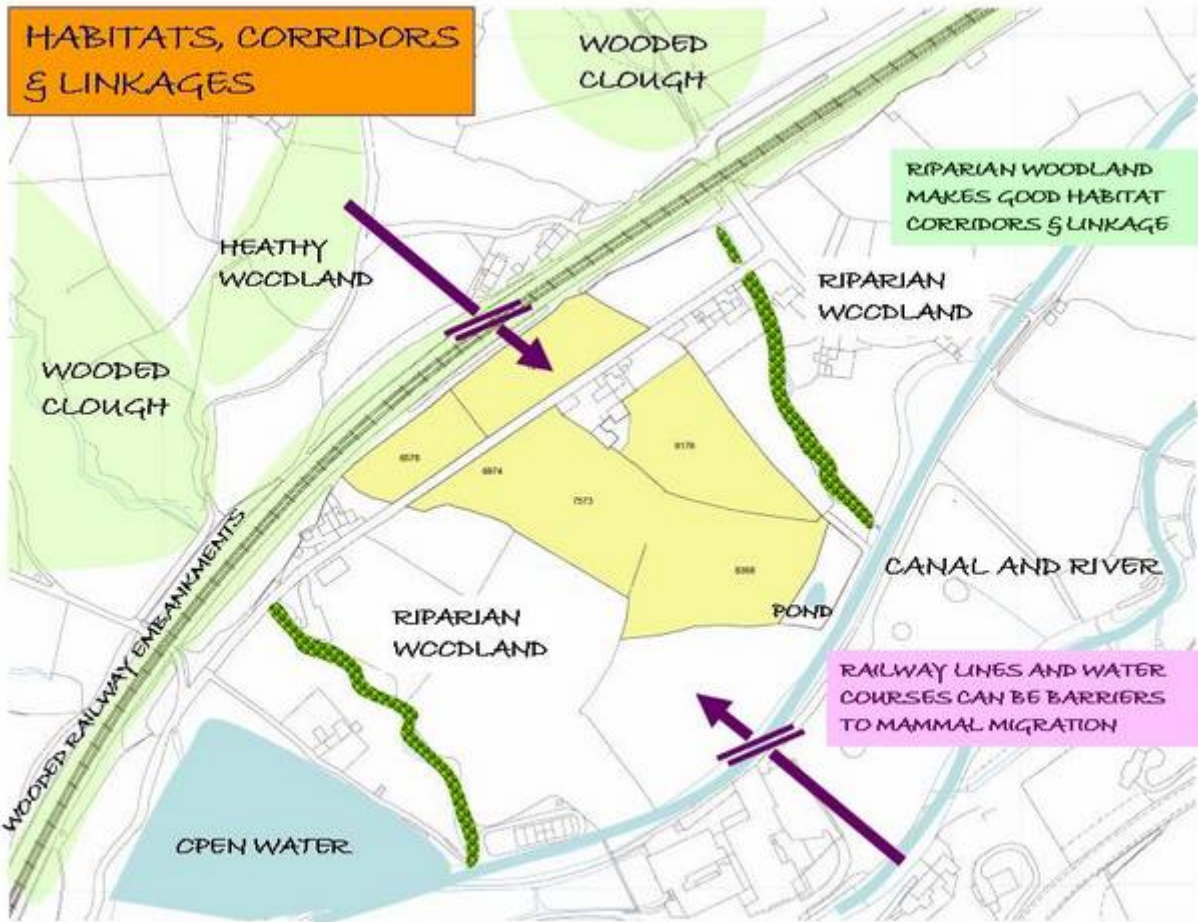 HABITATS, CORRIDORS
& LINKAGES
WOODED
CLOUGH
RIPARIAN WOODLAND
MAKES GOOD HABITAT
CORRIDORS & LINKAGE
HEATHY
WOODLAND
RIPARIAN
WOODLAND
WOODED
CLOUGH
6576
6974
6176
7573
CANAL AND RIVER
POND
RIPARIAN
WOODLAND
WOODED RAILWAY EMBANKMENTS
RAILWAY LINES AND WATER
COURSES CAN BE BARRIERS
TO MAMMAL MIGRATION
OPEN WATER